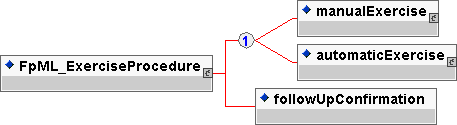 manualExercise
1
automaticExercise
FpML_ExerciseProcedure
followUpConfirmation